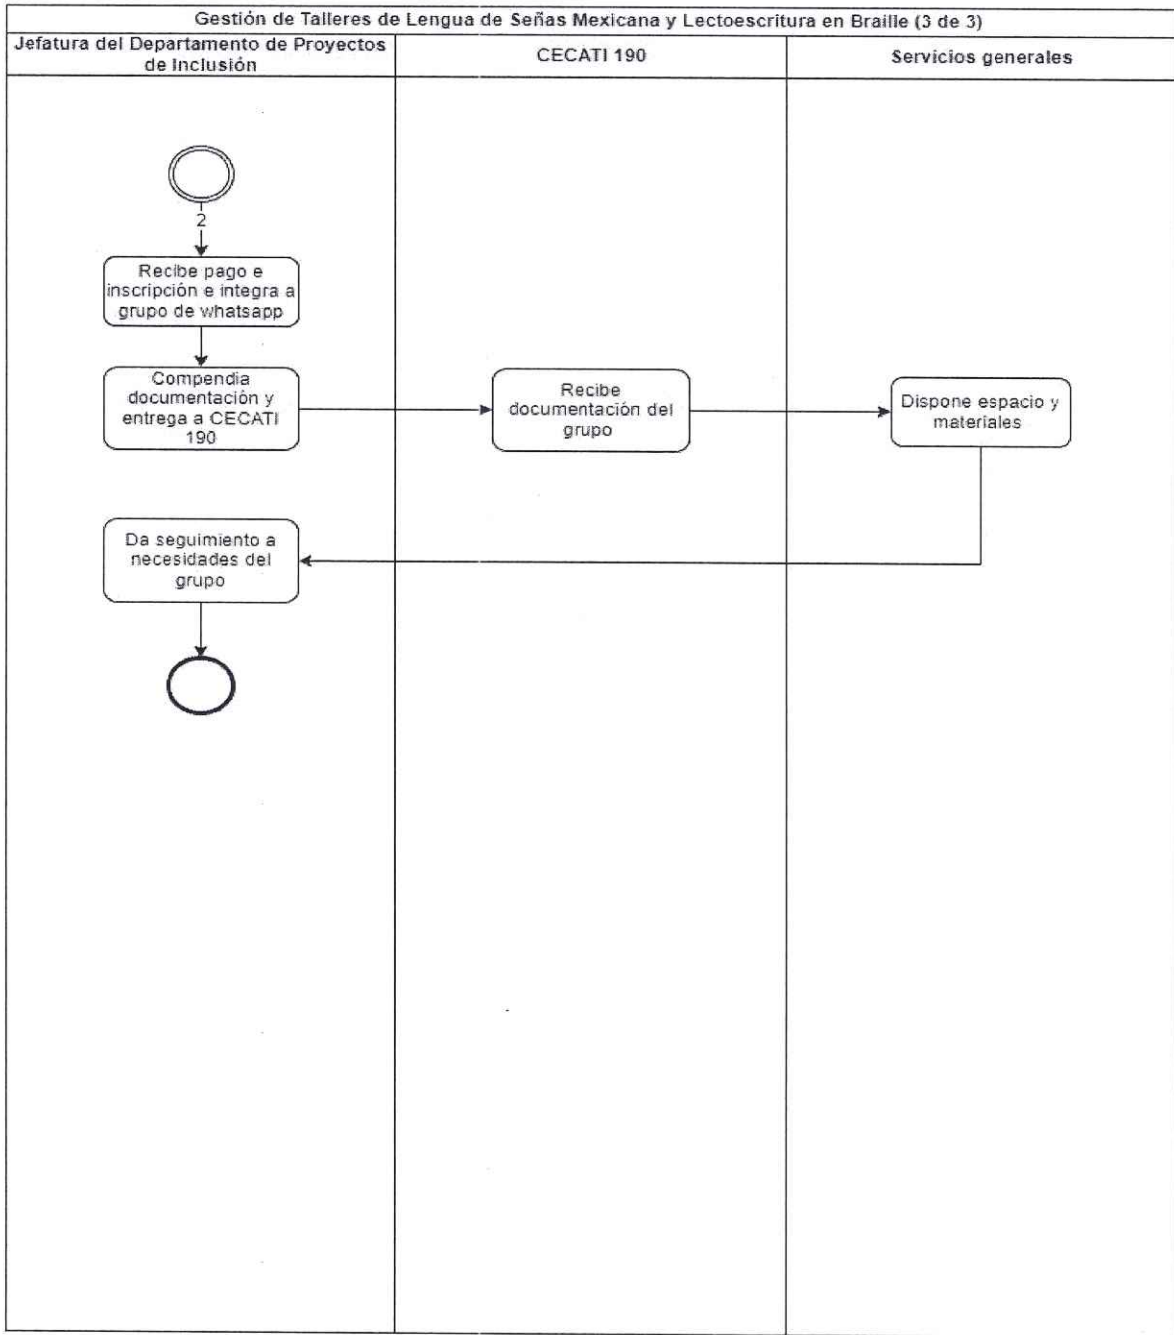 Gestión de Talleres de Lengua de Señas Mexicana y Lectoescritura en Braille (3 de 3)
Jefatura del Departamento de Proyectos
de Inclusión
CECATI 190
Servicios generales
2
Recibe pago e
inscripción e integra a
grupo de whatsapp
Compendia
documentación y
entrega a CECATI
190
Recibe
documentación del
grupo
Dispone espacio y
materiales
Da seguimiento a
necesidades del
grupo